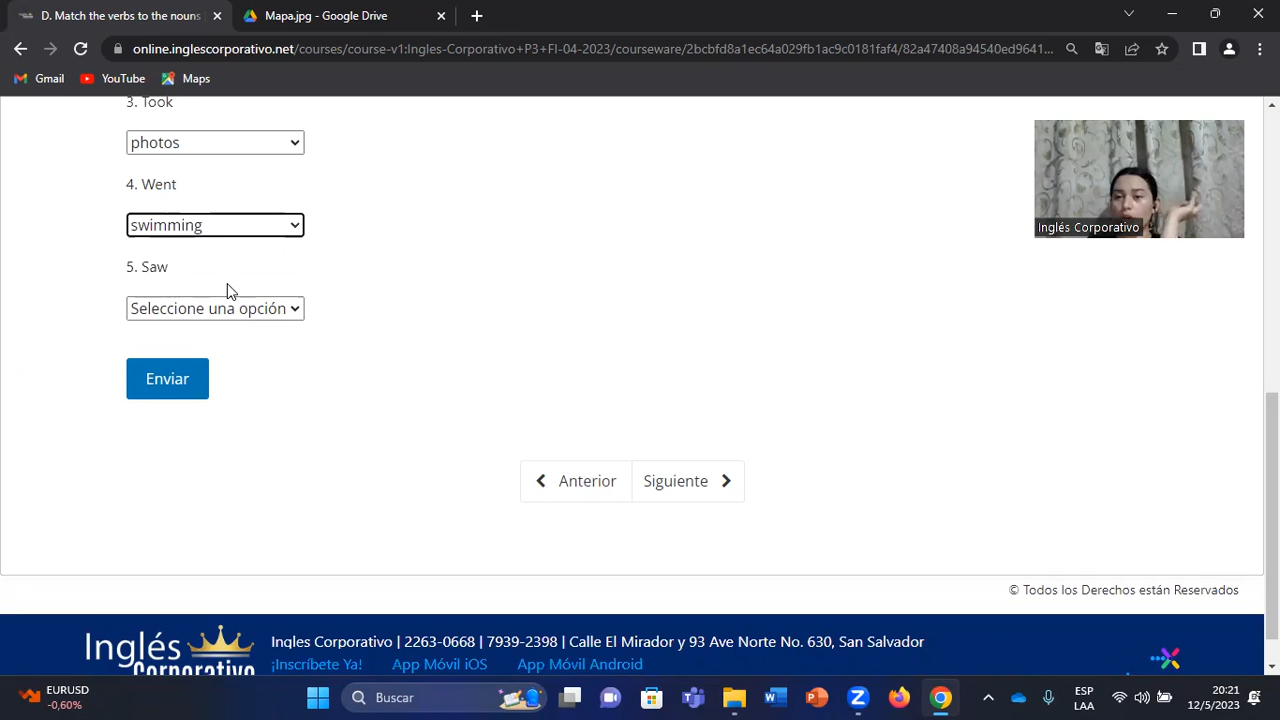 D. Match the verbs to the nouns
Mapa.jpg - Google Drive
online.inglescorporativo.net/courses/course-v1:Ingles-Corporativo+P3+FI-04-2023/courseware/2bcbfd8a1ec64a029fb1ac9c0181faf4/82a47408a94540ed9641...
Gmail
YouTube
Maps
3. Took
photos
4. Went
swimming
5. Saw
Seleccione una opción
Enviar
Anterior
Siguiente
Inglés Corporativo
© Todos los Derechos están Reservados
Inglés Corporativo
Ingles Corporativo | 2263-0668 | 7939-2398 | Calle El Mirador y 93 Ave Norte No. 630, San Salvador
¡Inscríbete Ya! App Móvil iOS App Móvil Android
EURUSD
-0,60%
Buscar
ESP
LAA
20:21
12/5/2023